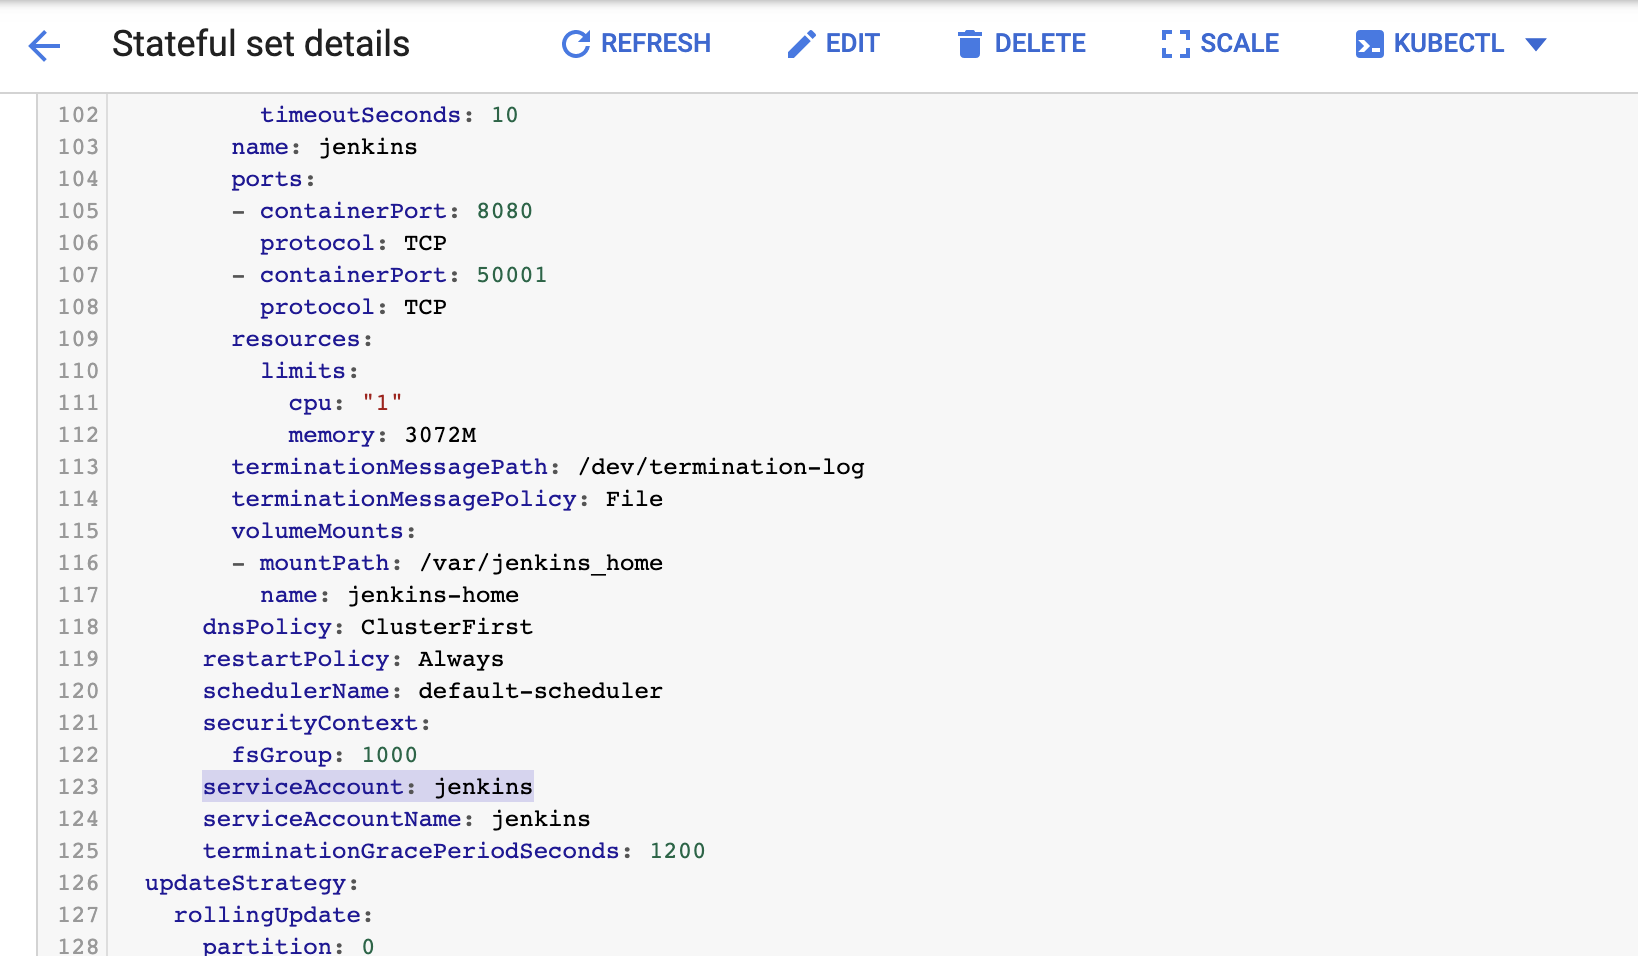 Stateful set details REFRESH EDIT DELETE SCALE KUBECTL
102 timeoutSeconds: 10
103 name: jenkins
104 ports:
105 - containerPort: 8080
106 protocol: TCP
107 - containerPort: 50001
108 protocol: TCP
109 resources:
110 limits:
111 cpu: "1"
112 memory: 3072M
113 terminationMessagePath: /dev/termination-log
114 terminationMessagePolicy: File
115 volumeMounts:
116 - mountPath: /var/jenkins_home
117 name: jenkins-home
118 dnsPolicy: ClusterFirst
119 restartPolicy: Always
120 schedulerName: default-scheduler
121 securityContext:
122 fsGroup: 1000
123 serviceAccount: jenkins
124 serviceAccountName: jenkins
125 terminationGracePeriodSeconds: 1200
126 updateStrategy:
127 rollingUpdate:
128 partition: 0